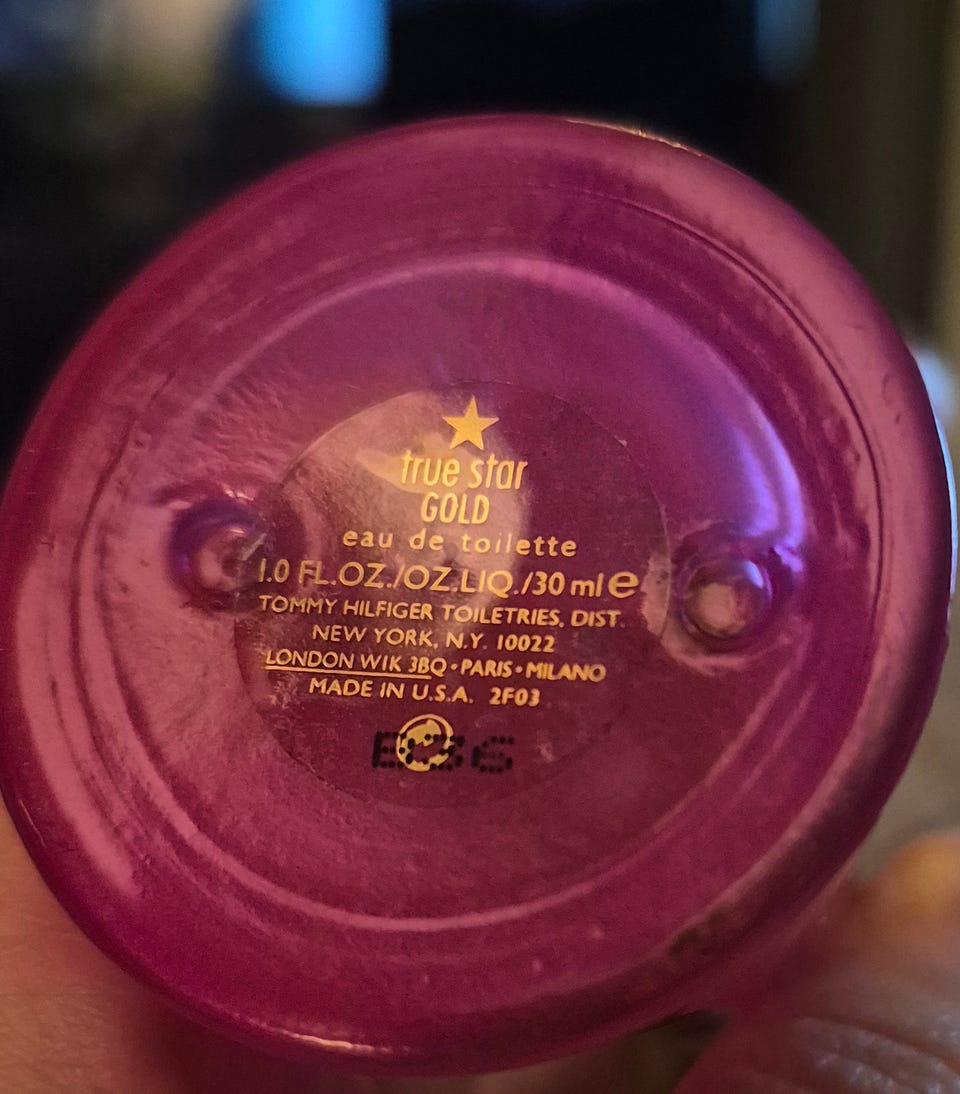 true star
GOLD
eau de toilette
1.0 FL.OZ./OZ.LIQ./30 ml e
TOMMY HILFIGER TOILETRIES, DIST.
NEW YORK, N.Y. 10022
LONDON W1K 3BQ • PARIS • MILANO
MADE IN U.S.A. 2F03